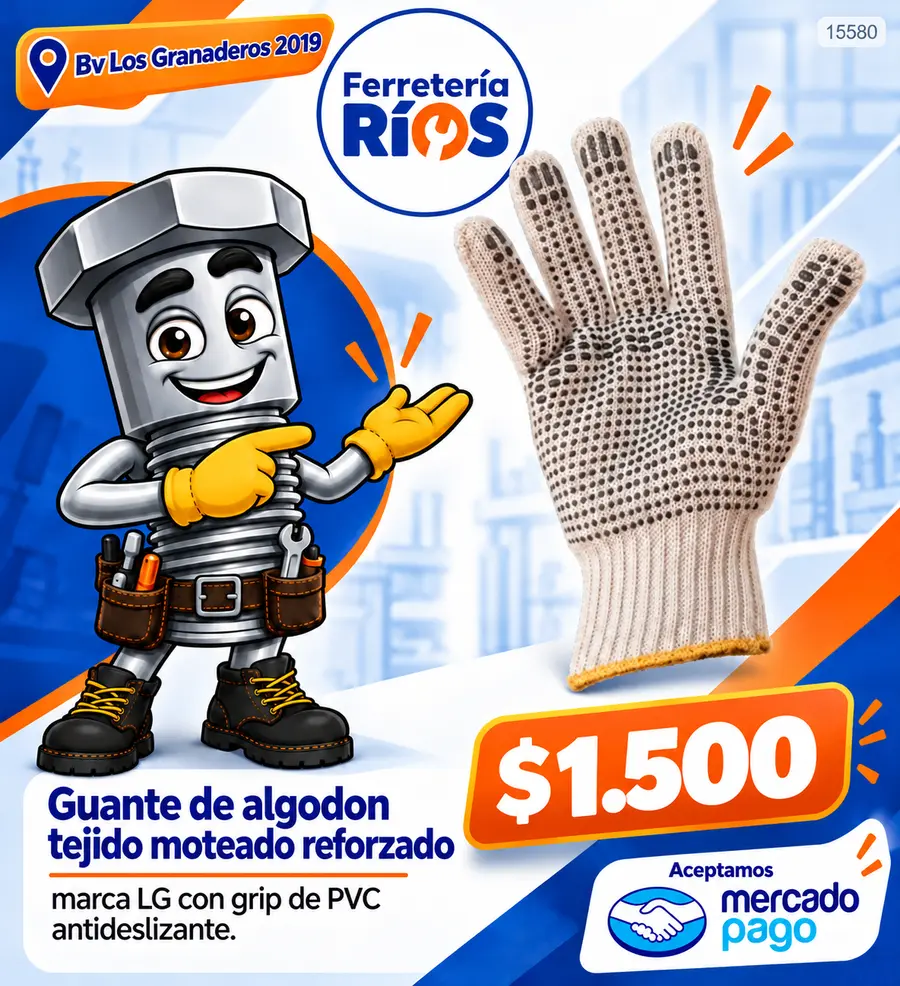 Bv Los Granaderos 2019
Ferretería
Ríos
15580
$1.500
Guante de algodon
tejido moteado reforzado
marca LG con grip de PVC
antideslizante.
Aceptamos
mercado
pago